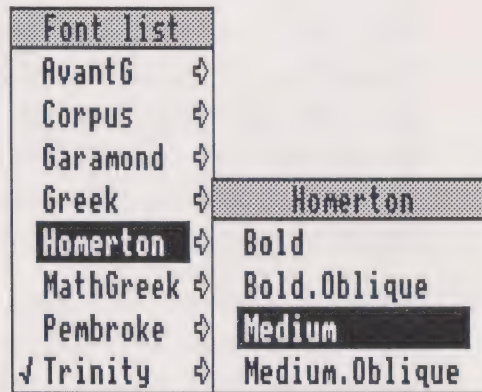 Font list
AvantG
Corpus
Garamond
Greek
Homerton
MathGreek
Pembroke
√ Trinity
Homerton
Bold
Bold.Oblique
Medium
Medium.Oblique